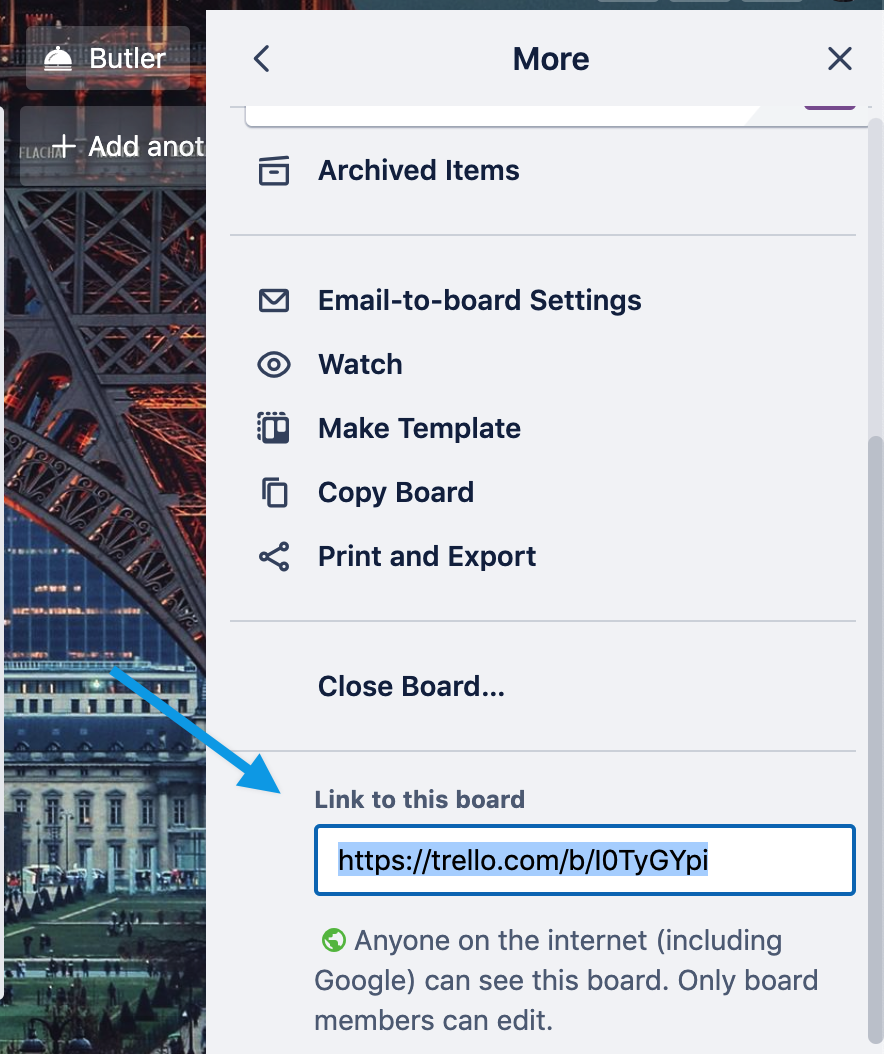 Butler
More
Add anot
FLACHA
Archived Items
Email-to-board Settings
Watch
Make Template
Copy Board
Print and Export
Close Board...
Link to this board
https://trello.com/b/I0TyGYpi
Anyone on the internet (including
Google) can see this board. Only board
members can edit.